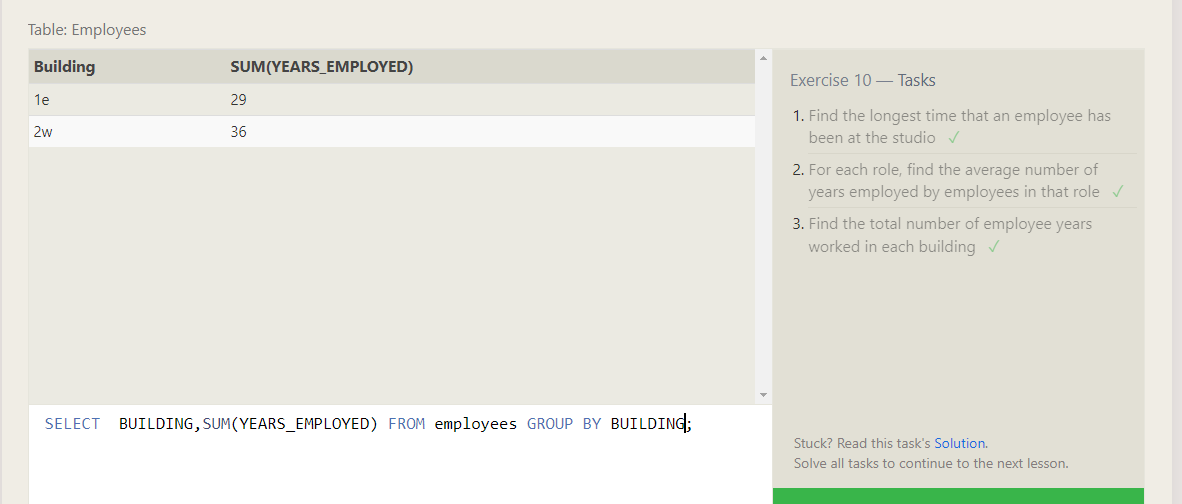 Table: Employees
Building SUM(YEARS_EMPLOYED)
1e 29
2w 36
SELECT  BUILDING,SUM(YEARS_EMPLOYED) FROM employees GROUP BY BUILDING;
Exercise 10 — Tasks
1. Find the longest time that an employee has
been at the studio ✓
2. For each role, find the average number of
years employed by employees in that role ✓
3. Find the total number of employee years
worked in each building ✓
Stuck? Read this task's Solution.
Solve all tasks to continue to the next lesson.